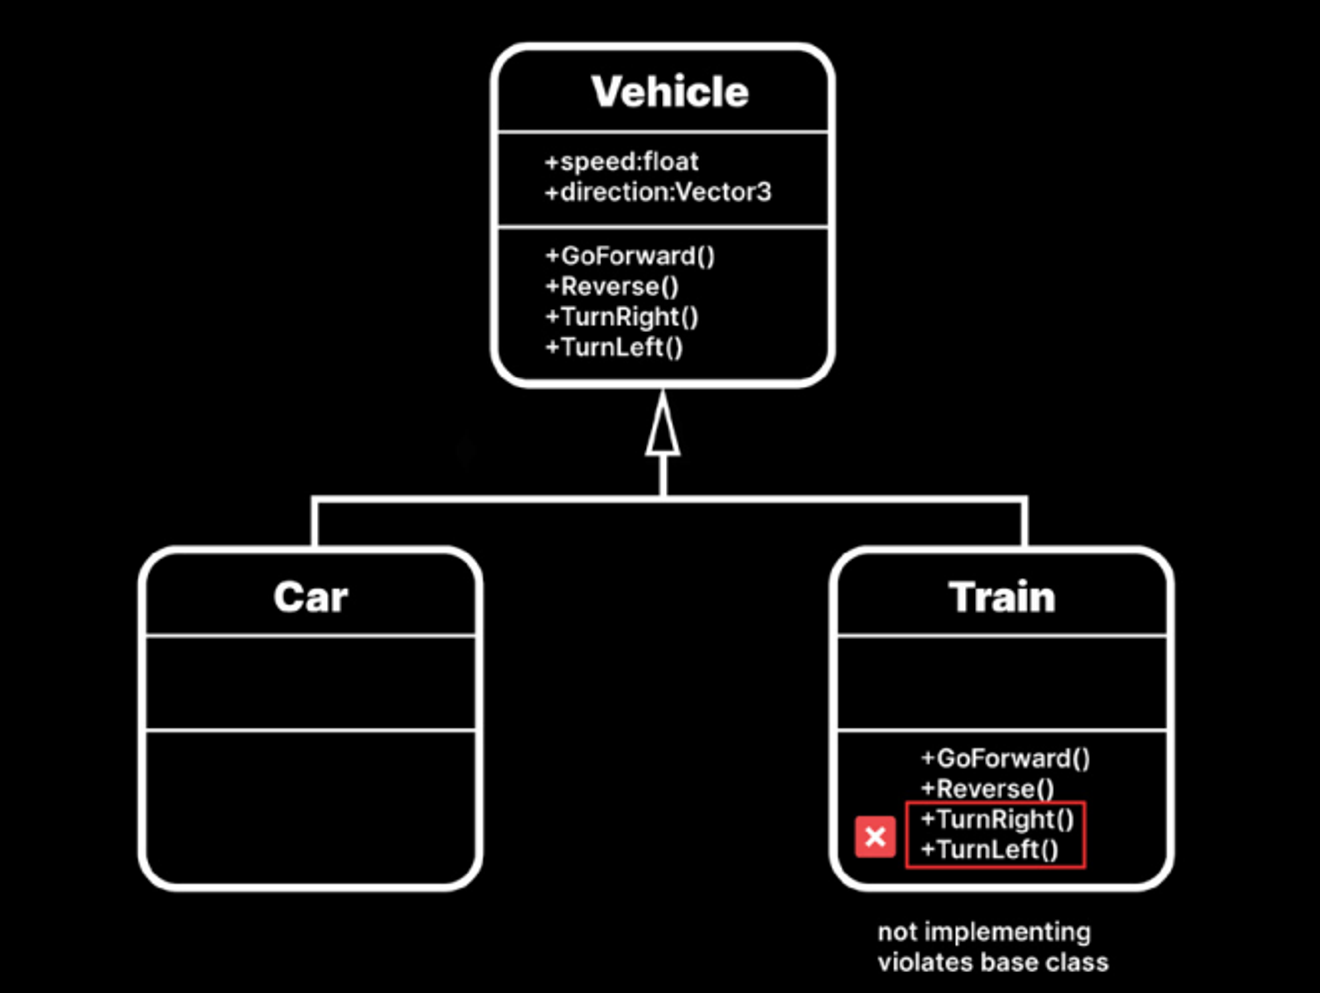 Vehicle
+speed:float
+direction:Vector3
+GoForward()
+Reverse()
+TurnRight()
+TurnLeft()
Car
Train
+GoForward()
+Reverse()
+TurnRight()
+TurnLeft()
not implementing
violates base class